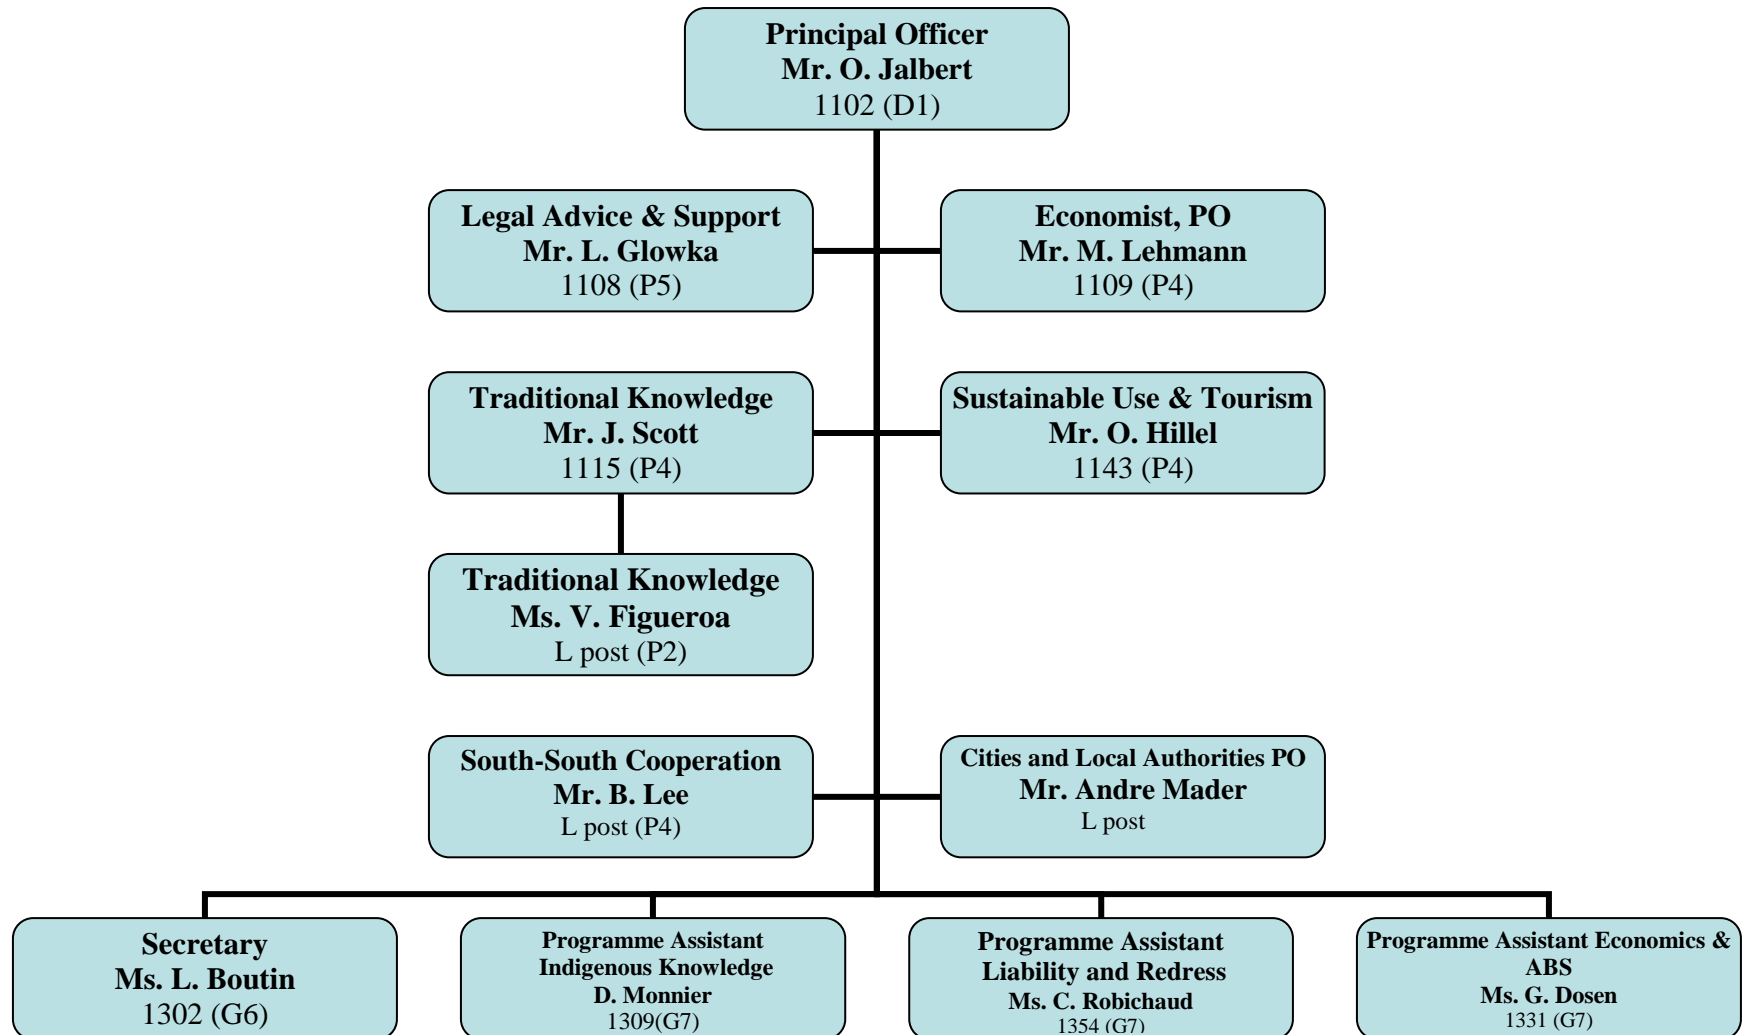 Principal Officer
Mr. O. Jalbert
1102 (D1)
Legal Advice & Support
Mr. L. Glowka
1108 (P5)
Economist, PO
Mr. M. Lehmann
1109 (P4)
Traditional Knowledge
Mr. J. Scott
1115 (P4)
Sustainable Use & Tourism
Mr. O. Hillel
1143 (P4)
Traditional Knowledge
Ms. V. Figueroa
L post (P2)
South-South Cooperation
Mr. B. Lee
L post (P4)
Cities and Local Authorities PO
Mr. Andre Mader
L post
Secretary
Ms. L. Boutin
1302 (G6)
Programme Assistant
Indigenous Knowledge
D. Monnier
1309(G7)
Programme Assistant
Liability and Redress
Ms. C. Robichaud
1354 (G7)
Programme Assistant Economics &
ABS
Ms. G. Dosen
1331 (G7)